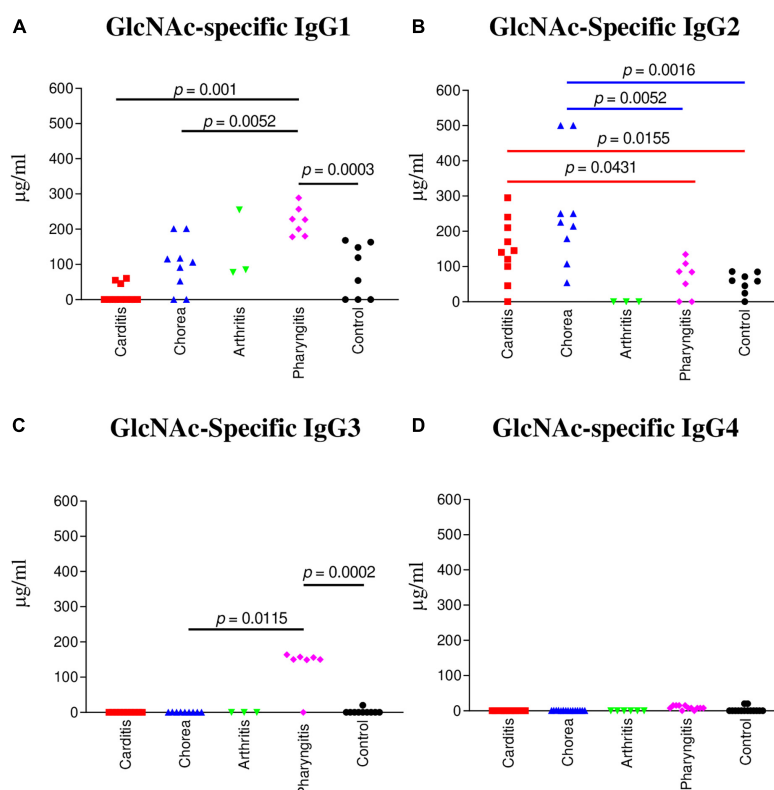 A
GlcNAc-specific IgG1
600
500
400
300
200
100
0
µg/ml
p = 0.001
p = 0.0052
p = 0.0003
Carditis
Chorea
Arthritis
Pharyngitis
Control
B
GlcNAc-Specific IgG2
600
500
400
300
200
100
0
µg/ml
p = 0.0016
p = 0.0052
p = 0.0155
p = 0.0431
Carditis
Chorea
Arthritis
Pharyngitis
Control
C
GlcNAc-Specific IgG3
600
500
400
300
200
100
0
µg/ml
p = 0.0002
p = 0.0115
Carditis
Chorea
Arthritis
Pharyngitis
Control
D
GlcNAc-specific IgG4
600
500
400
300
200
100
0
µg/ml
Carditis
Chorea
Arthritis
Pharyngitis
Control